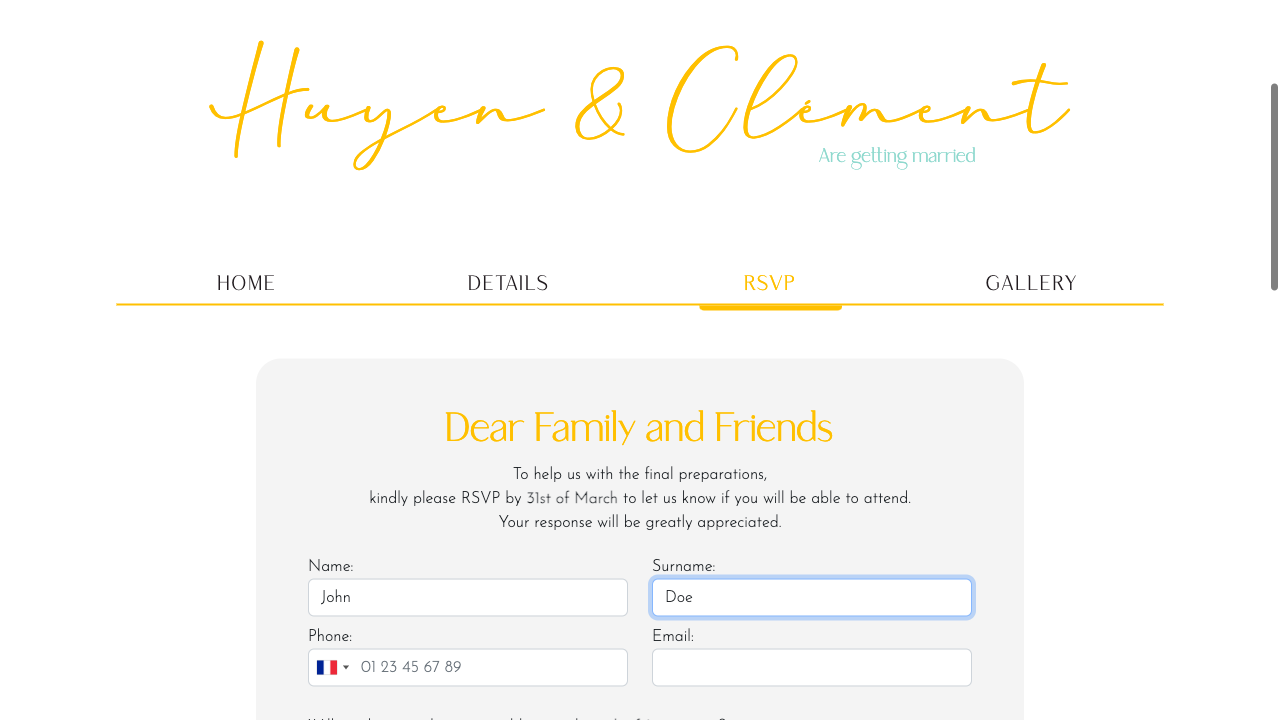 Huyen & Clément
Are getting married
HOME DETAILS RSVP GALLERY
Dear Family and Friends
To help us with the final preparations,
kindly please RSVP by 31st of March to let us know if you will be able to attend.
Your response will be greatly appreciated.
Name: Surname:
John Doe
Phone: Email:
01 23 45 67 89